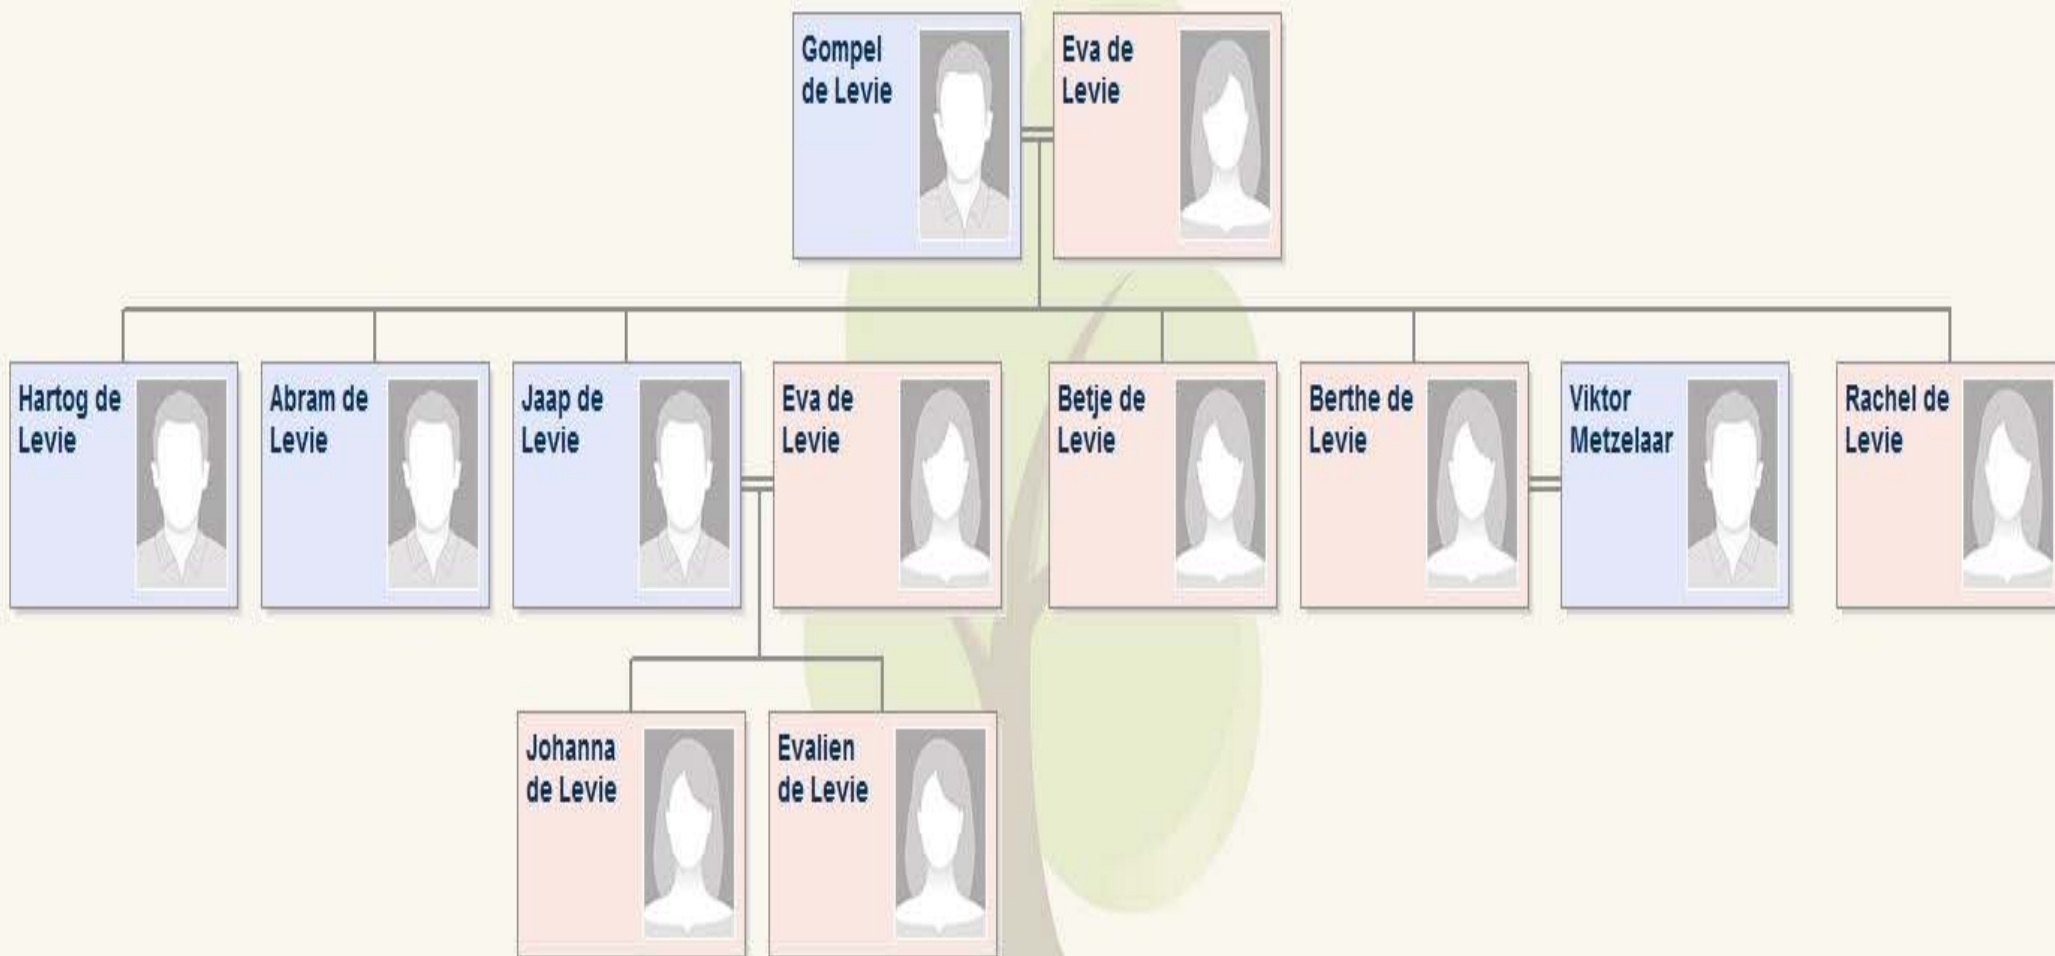 Gompel
de Levie
Eva de
Levie
Hartog de
Levie
Abram de
Levie
Jaap de
Levie
Eva de
Levie
Betje de
Levie
Berthe de
Levie
Viktor
Metzelaar
Rachel de
Levie
Johanna
de Levie
Evalien
de Levie